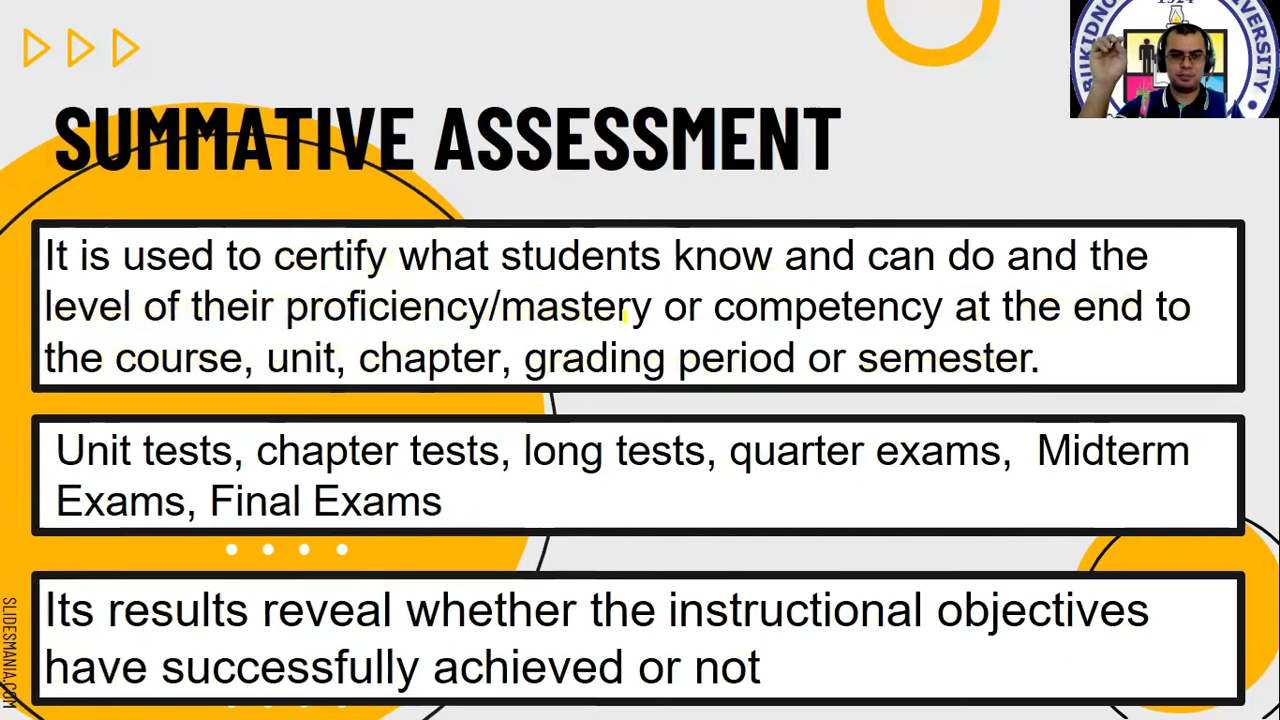 1924
BUKIDNO
VERSITY
SUMMATIVE ASSESSMENT
It is used to certify what students know and can do and the
level of their proficiency/mastery or competency at the end to
the course, unit, chapter, grading period or semester.
Unit tests, chapter tests, long tests, quarter exams, Midterm
Exams, Final Exams
Its results reveal whether the instructional objectives
have successfully achieved or not
SLIDESMANIA.COM